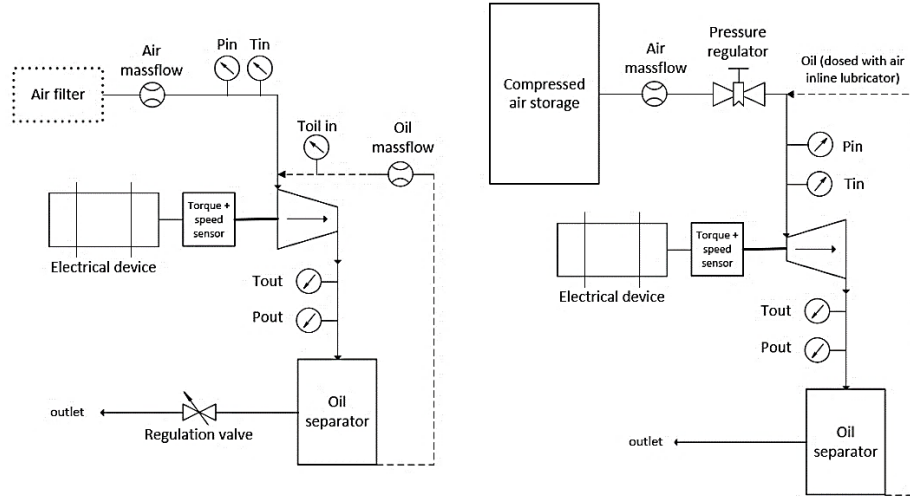 Air filter
Air
massflow
Pin
Tin
Toil in
Oil
massflow
Torque +
speed
sensor
Electrical device
Tout
Pout
Oil
separator
outlet
Regulation valve
Compressed
air storage
Air
massflow
Pressure
regulator
Oil (dosed with air
inline lubricator)
Pin
Tin
Torque +
speed
sensor
Electrical device
Tout
Pout
Oil
separator
outlet